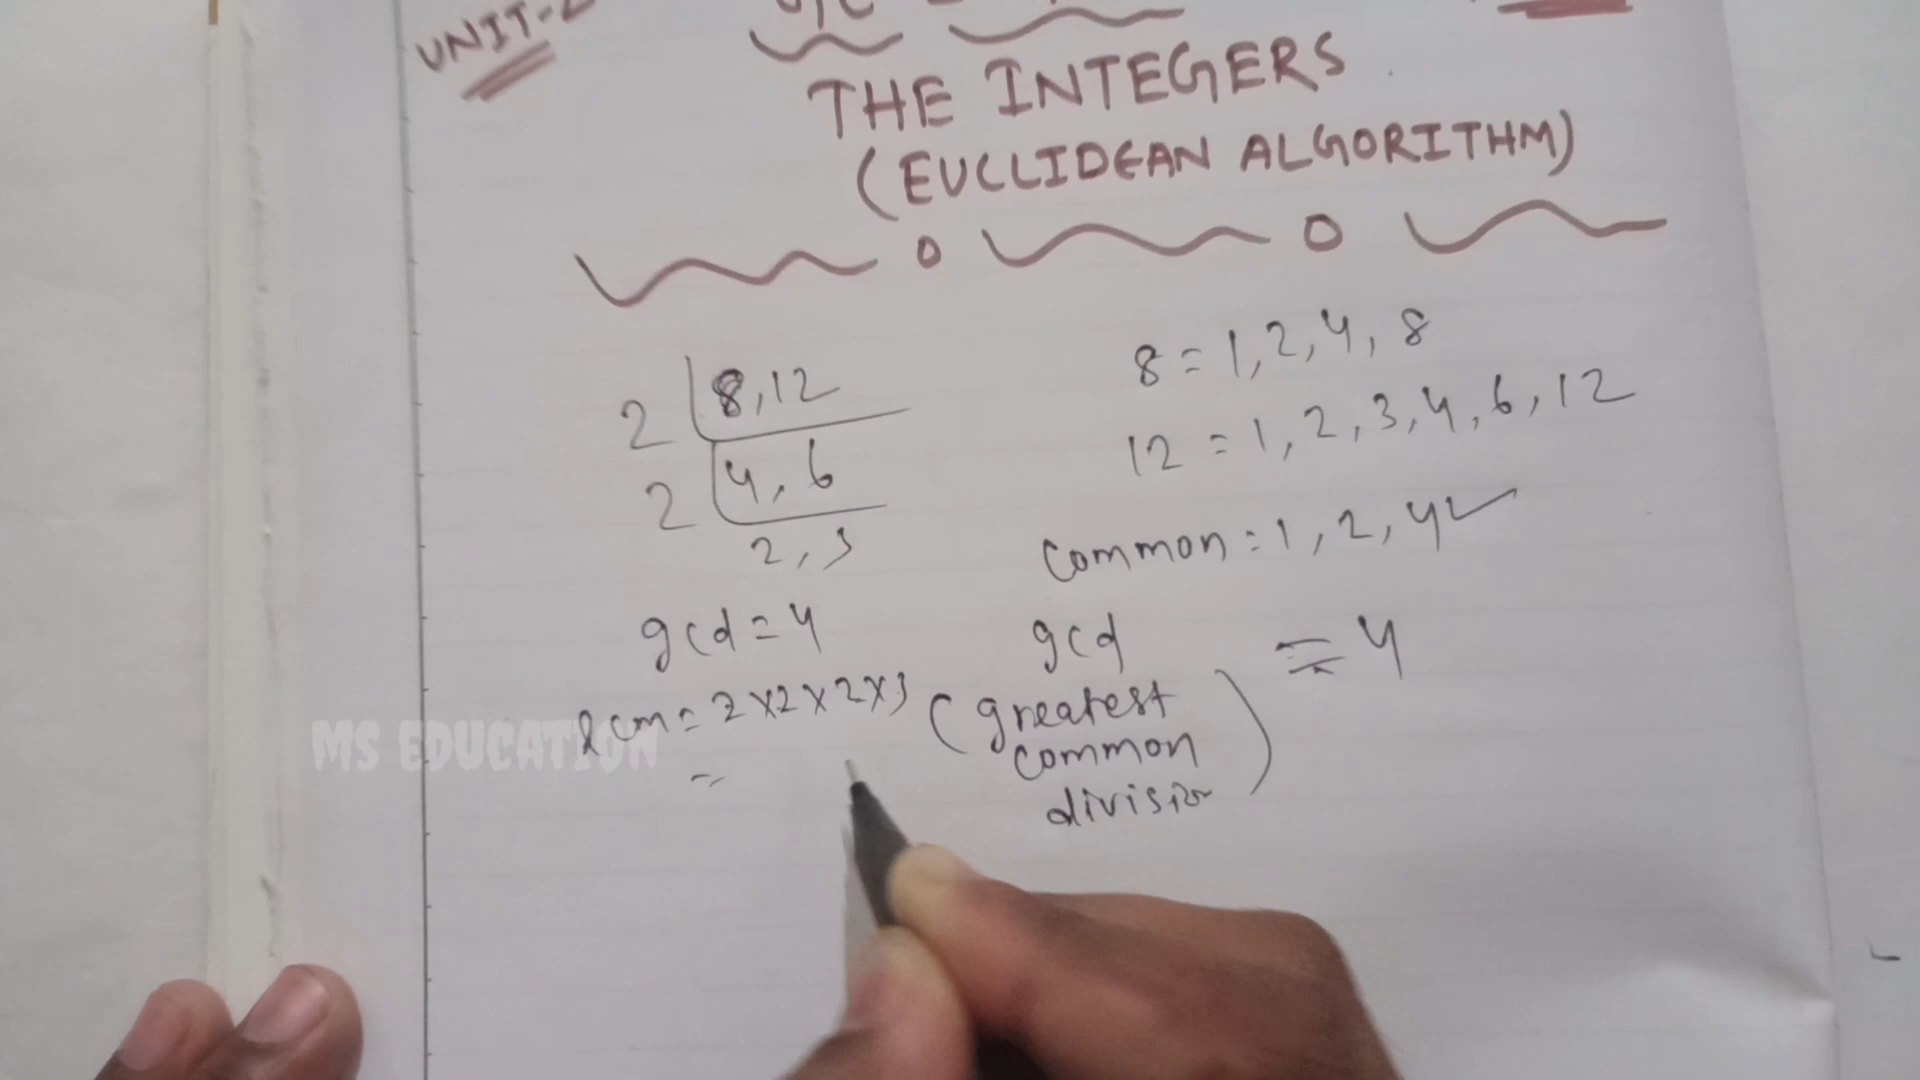 UNIT-2
THE INTEGERS
(EUCLIDEAN ALGORITHM)
2 8,12
2 4,6
2,3
gcd=4
lcm=2×2×2×3
=
8=1,2,4,8
12=1,2,3,4,6,12
Common=1,2,4✓
gcd
(greatest
common
division)
=4
MS EDUCATION